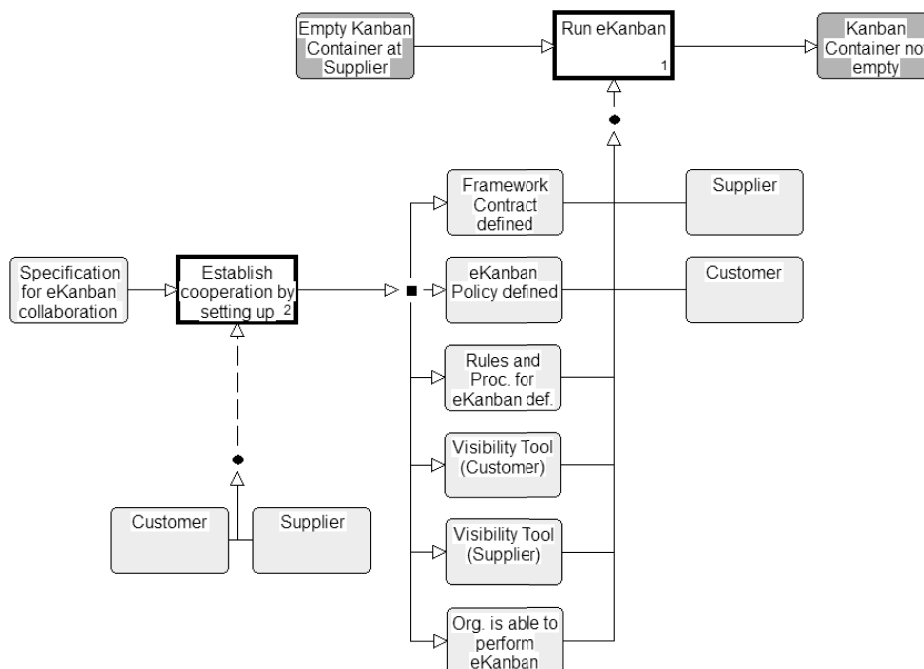 Empty Kanban
Container at
Supplier
Run eKanban
1
Kanban
Container not
empty
Framework
Contract
defined
Supplier
Specification
for eKanban
collaboration
Establish
cooperation by
setting up 2
eKanban
Policy defined
Customer
Rules and
Proc. for
eKanban def.
Visibility Tool
(Customer)
Customer
Supplier
Visibility Tool
(Supplier)
Org. is able to
perform
eKanban